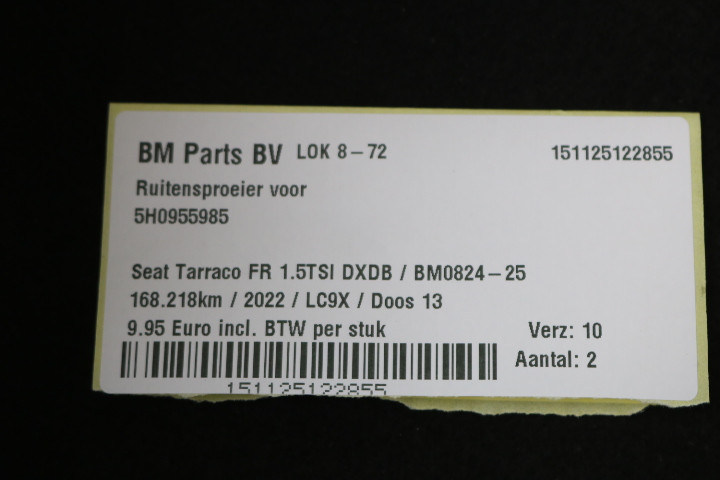 BM Parts BV LOK 8-72 151125122855
Ruitensproeier voor
5H0955985
Seat Tarraco FR 1.5TSI DXDB / BM0824-25
168.218km / 2022 / LC9X / Doos 13
9.95 Euro incl. BTW per stuk Verz: 10
Aantal: 2
151125122855